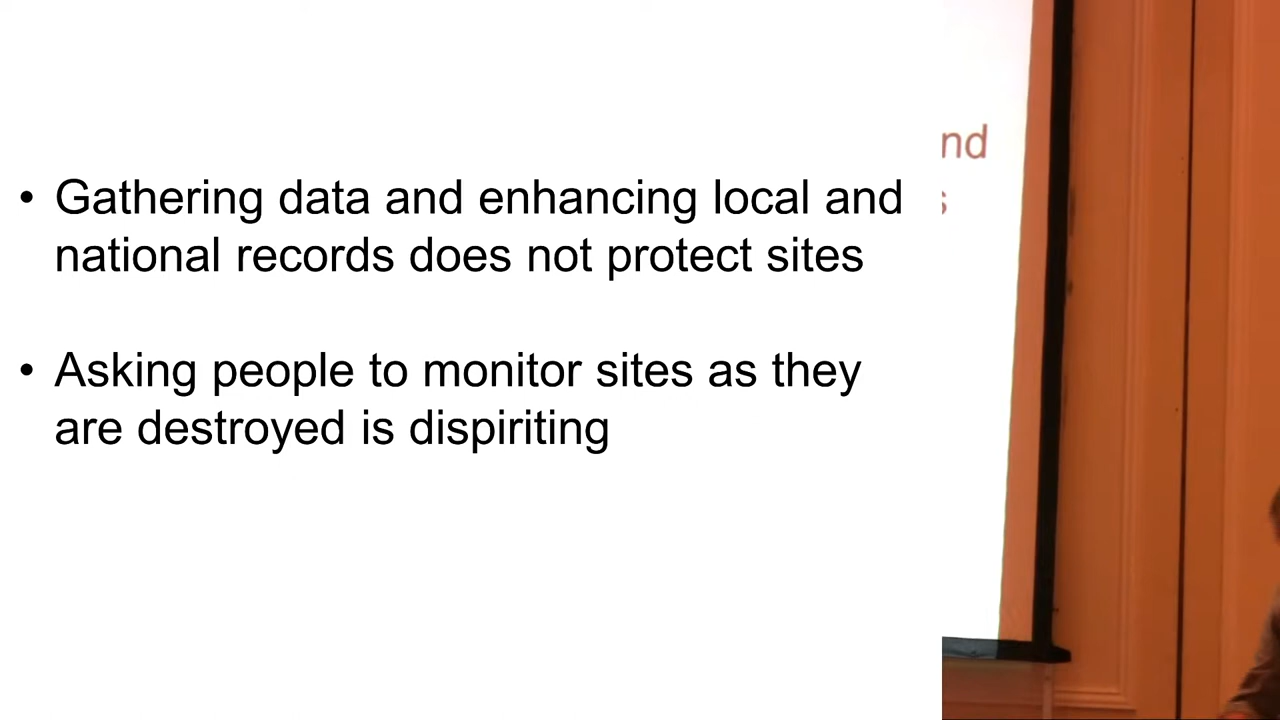 • Gathering data and enhancing local and
national records does not protect sites
• Asking people to monitor sites as they
are destroyed is dispiriting
nd
s